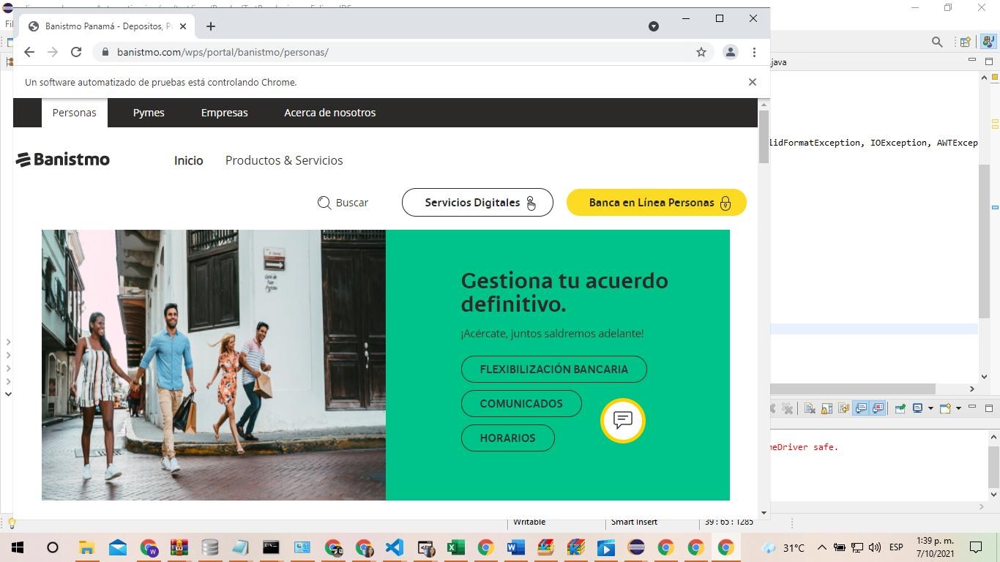 Banistmo Panamá - Depositos, P
banistmo.com/wps/portal/banistmo/personas/
Un software automatizado de pruebas está controlando Chrome.
java
Personas
Pymes
Empresas
Acerca de nosotros
lidFormatException, IOException, AWTExcep
Banistmo
Inicio
Productos & Servicios
Buscar
Servicios Digitales
Banca en Línea Personas
Gestiona tu acuerdo
definitivo.
¡Acércate, juntos saldremos adelante!
FLEXIBILIZACIÓN BANCARIA
COMUNICADOS
HORARIOS
meDriver safe.
Writable
Smart Insert
39 : 65 : 1285
31°C
ESP
1:39 p. m.
7/10/2021